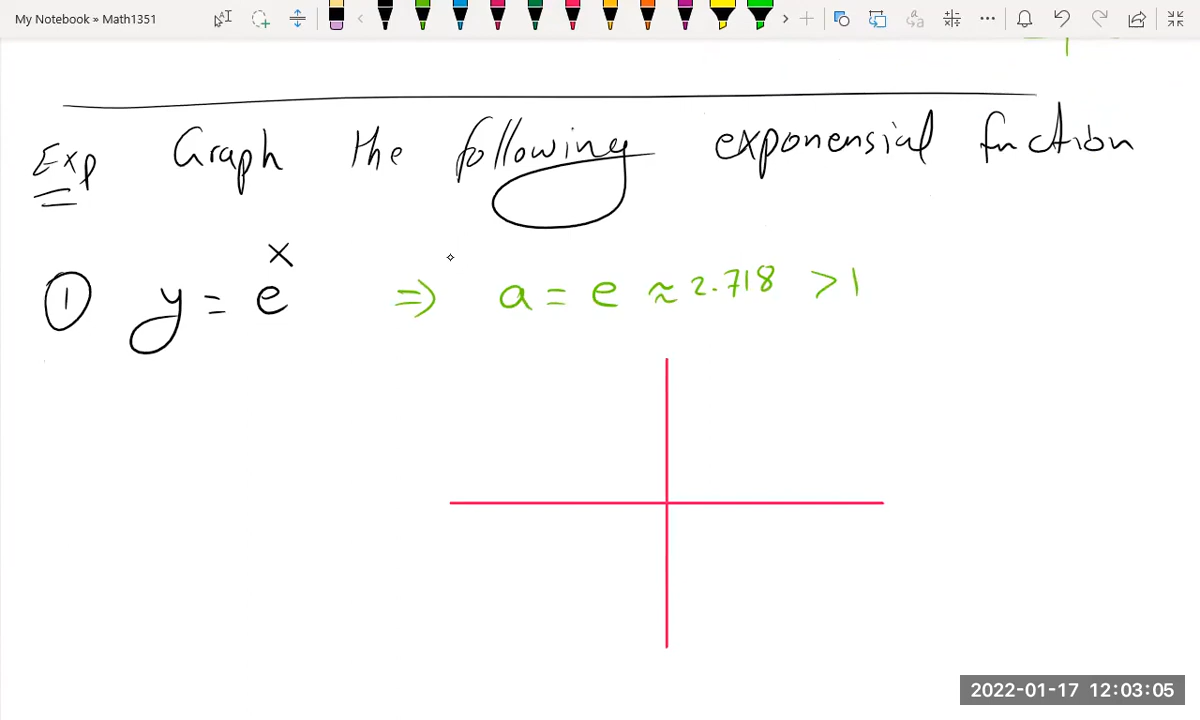 My Notebook » Math1351
Exp Graph the following exponensial fnction
① y = e^x ⇒ a = e ≈ 2.718 > 1
2022-01-17 12:03:05